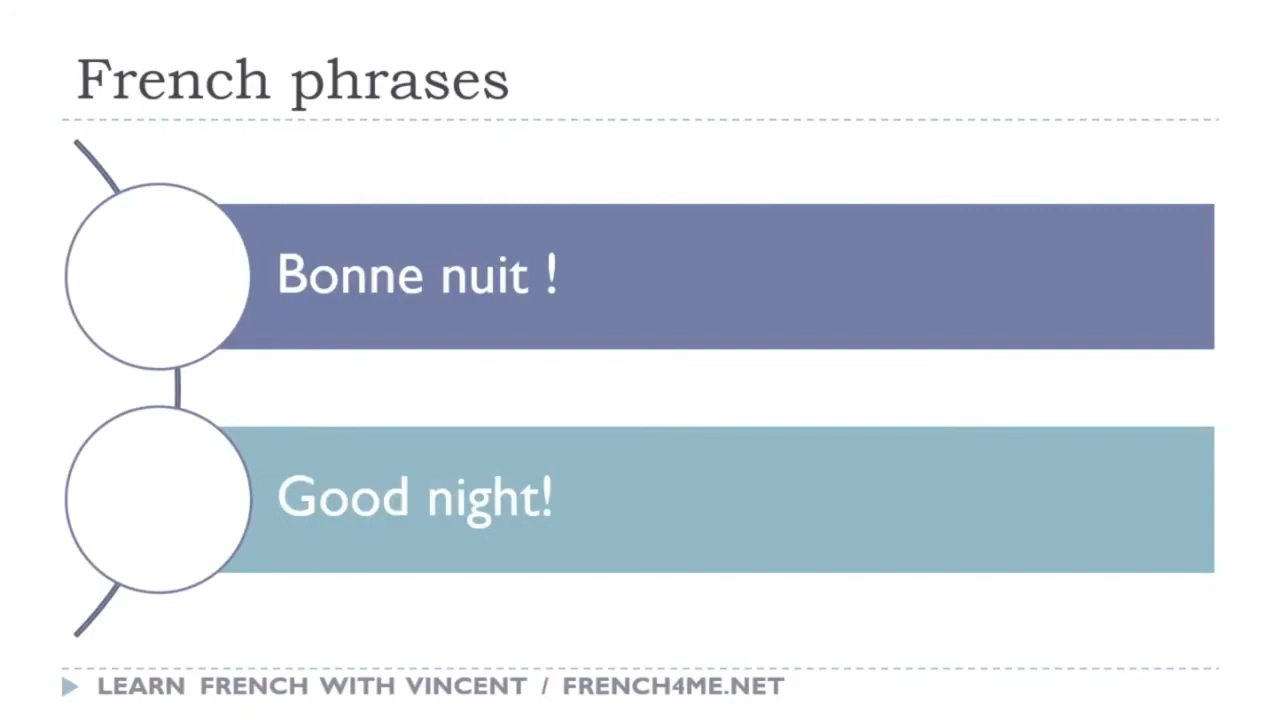 French phrases
Bonne nuit !
Good night!
LEARN FRENCH WITH VINCENT / FRENCH4ME.NET